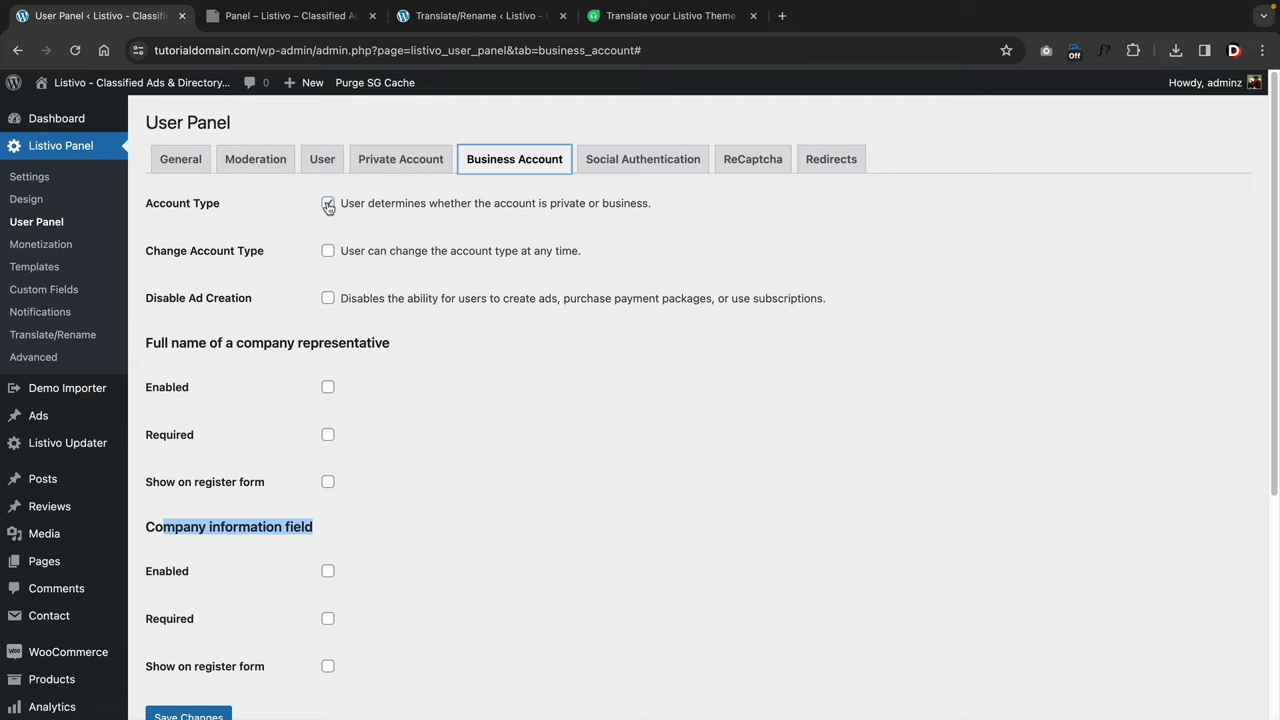 User Panel ‹ Listivo - Classifi
Panel – Listivo – Classified A
Translate/Rename ‹ Listivo - C
Translate your Listivo Theme
tutorialdomain.com/wp-admin/admin.php?page=listivo_user_panel&tab=business_account#
Off
f?
D
Listivo - Classified Ads & Directory... 0 New Purge SG Cache Howdy, adminz
Dashboard
Listivo Panel
Settings
Design
User Panel
Monetization
Templates
Custom Fields
Notifications
Translate/Rename
Advanced
Demo Importer
Ads
Listivo Updater
Posts
Reviews
Media
Pages
Comments
Contact
WooCommerce
Products
Analytics
User Panel
General Moderation User Private Account Business Account Social Authentication ReCaptcha Redirects
Account Type User determines whether the account is private or business.
Change Account Type User can change the account type at any time.
Disable Ad Creation Disables the ability for users to create ads, purchase payment packages, or use subscriptions.
Full name of a company representative
Enabled
Required
Show on register form
Company information field
Enabled
Required
Show on register form
Save Changes